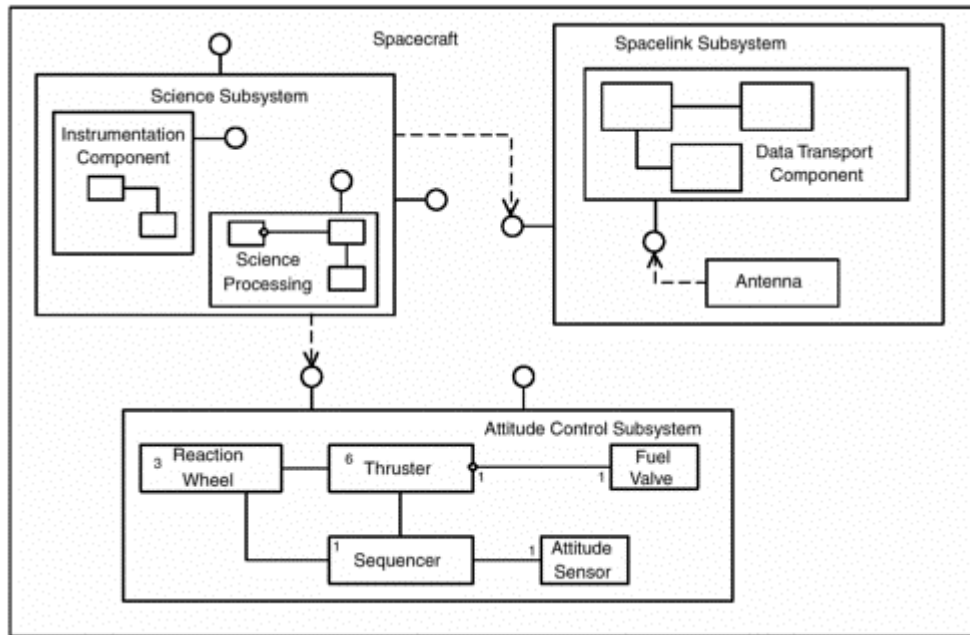 Spacecraft
Spacelink Subsystem
Science Subsystem
Instrumentation
Component
Data Transport
Component
Science
Processing
Antenna
Attitude Control Subsystem
3
Reaction
Wheel
6
Thruster
1
1
Fuel
Valve
1
Sequencer
1
Attitude
Sensor